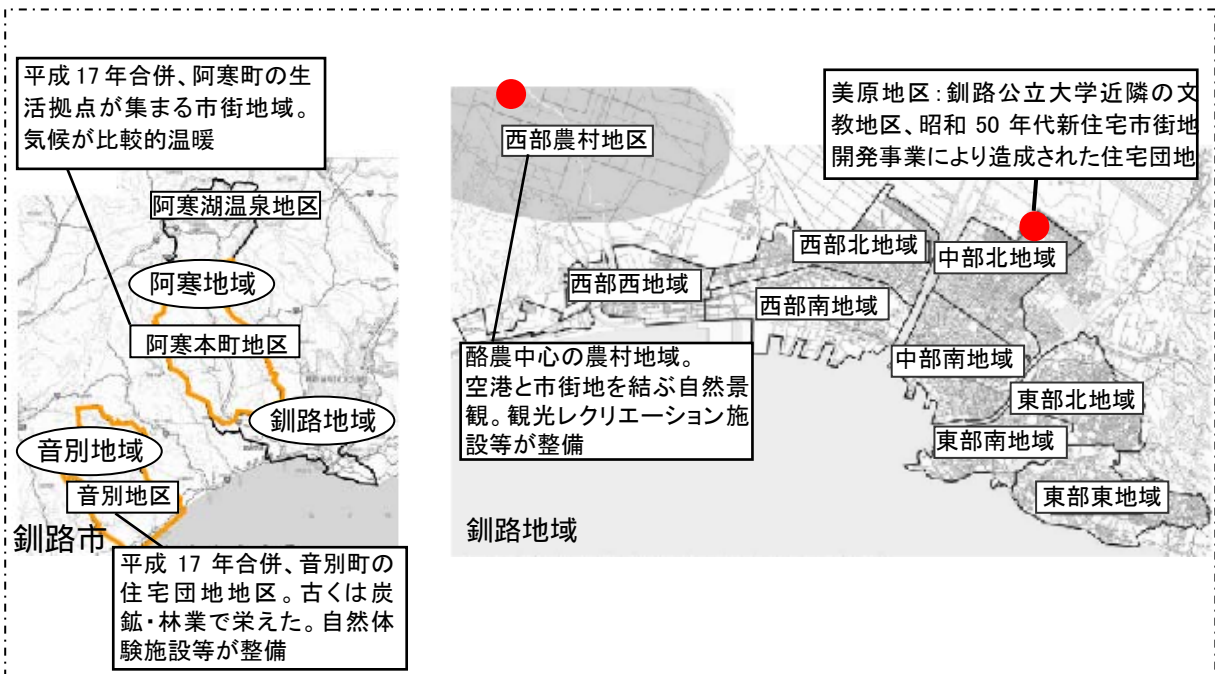 平成 17 年合併、阿寒町の生
活拠点が集まる市街地域。
気候が比較的温暖
阿寒湖温泉地区
阿寒地域
阿寒本町地区
釧路地域
音別地域
音別地区
釧路市
平成 17 年合併、音別町の
住宅団地地区。古くは炭
鉱・林業で栄えた。自然体
験施設等が整備
美原地区：釧路公立大学近隣の文
教地区、昭和 50 年代新住宅市街地
開発事業により造成された住宅団地
西部農村地区
西部北地域
中部北地域
西部西地域
西部南地域
酪農中心の農村地域。
空港と市街地を結ぶ自然景
観。観光レクリエーション施
設等が整備
中部南地域
東部北地域
東部南地域
東部東地域
釧路地域